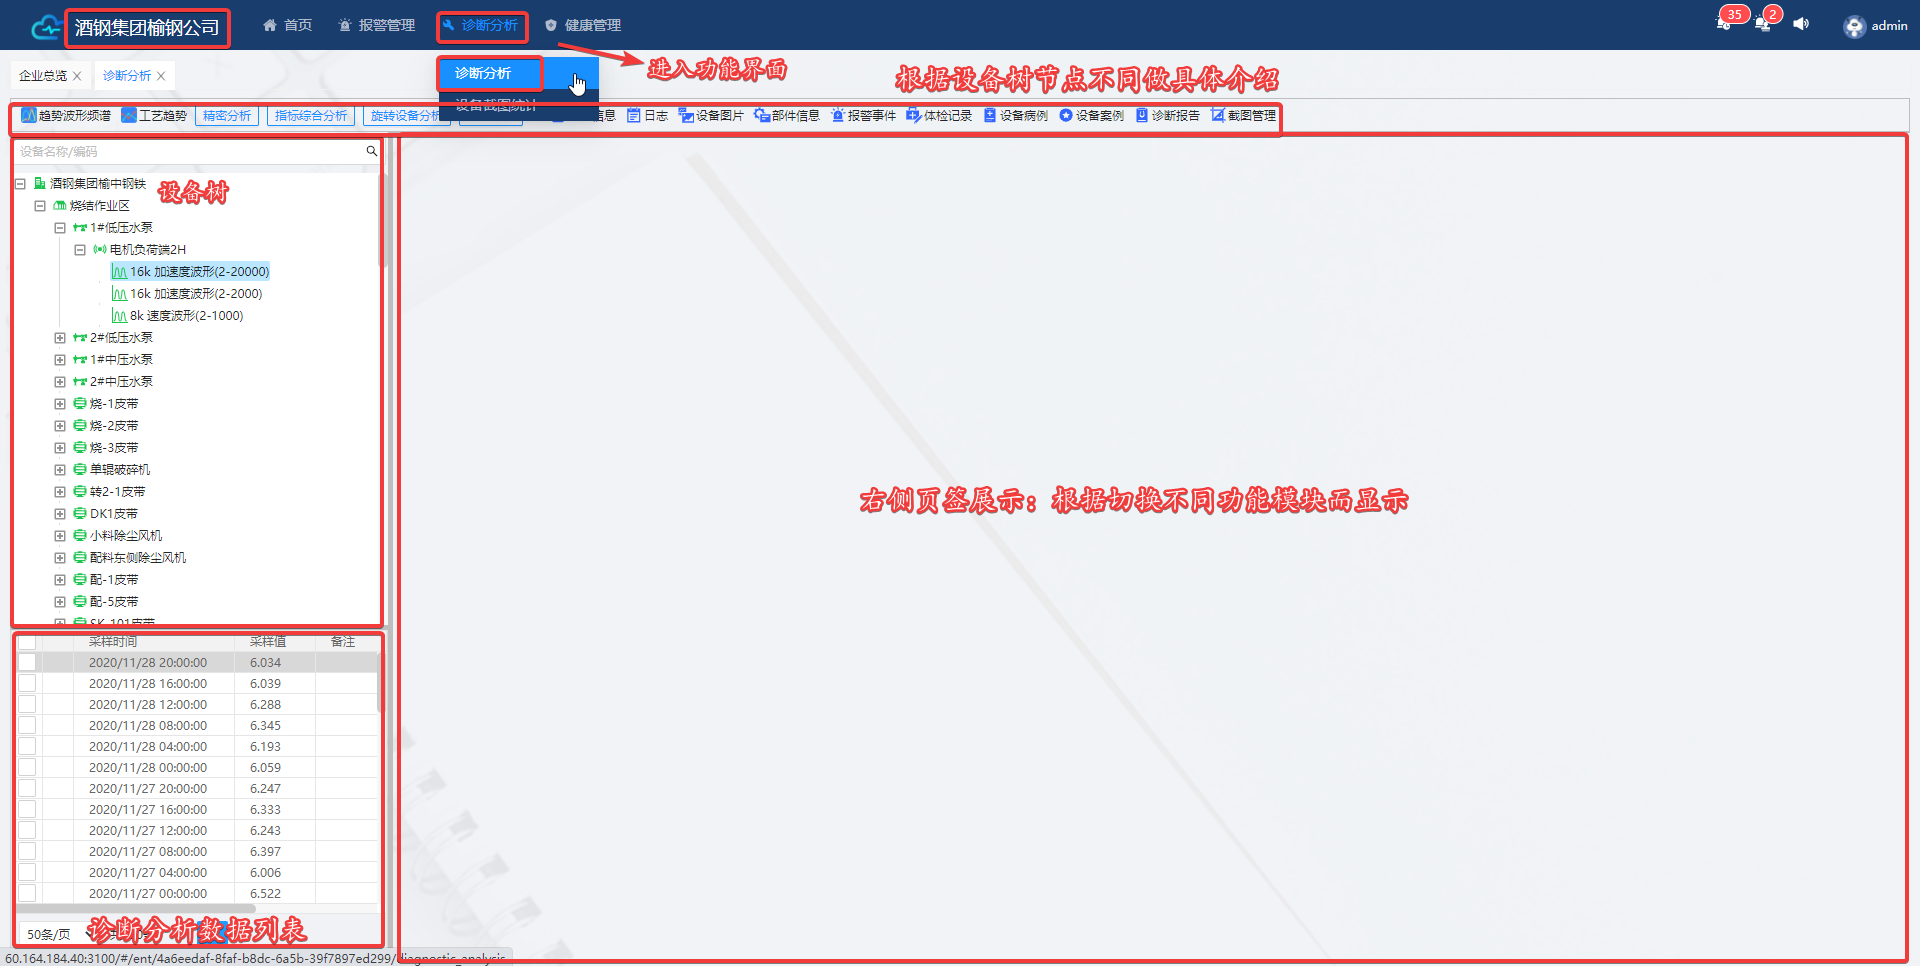 酒钢集团榆钢公司 首页 报警管理 诊断分析 健康管理 35 2 admin
企业总览 诊断分析
诊断分析
进入功能界面
根据设备树节点不同做具体介绍
设备截图统计
趋势波形频谱 工艺趋势 精密分析 指标综合分析 旋转设备分析 息 日志 设备图片 部件信息 报警事件 体检记录 设备病例 设备案例 诊断报告 截图管理
设备名称/编码
酒钢集团榆中钢铁
设备树
烧结作业区
1#低压水泵
电机负荷端2H
16k 加速度波形(2-20000)
16k 加速度波形(2-2000)
8k 速度波形(2-1000)
2#低压水泵
1#中压水泵
2#中压水泵
烧-1皮带
烧-2皮带
烧-3皮带
单辊破碎机
转2-1皮带
DK1皮带
小料除尘风机
配料东侧除尘风机
配-1皮带
配-5皮带
SK-101皮带
右侧页签展示：根据切换不同功能模块而显示
采样时间 采样值 备注
2020/11/28 20:00:00 6.034
2020/11/28 16:00:00 6.039
2020/11/28 12:00:00 6.288
2020/11/28 08:00:00 6.345
2020/11/28 04:00:00 6.193
2020/11/28 00:00:00 6.059
2020/11/27 20:00:00 6.247
2020/11/27 16:00:00 6.333
2020/11/27 12:00:00 6.243
2020/11/27 08:00:00 6.397
2020/11/27 04:00:00 6.006
2020/11/27 00:00:00 6.522
50条/页
诊断分析数据列表
60.164.184.40:3100/#/ent/4a6eedaf-8faf-b8dc-6a5b-39f7897ed299/diagnostic_analysis